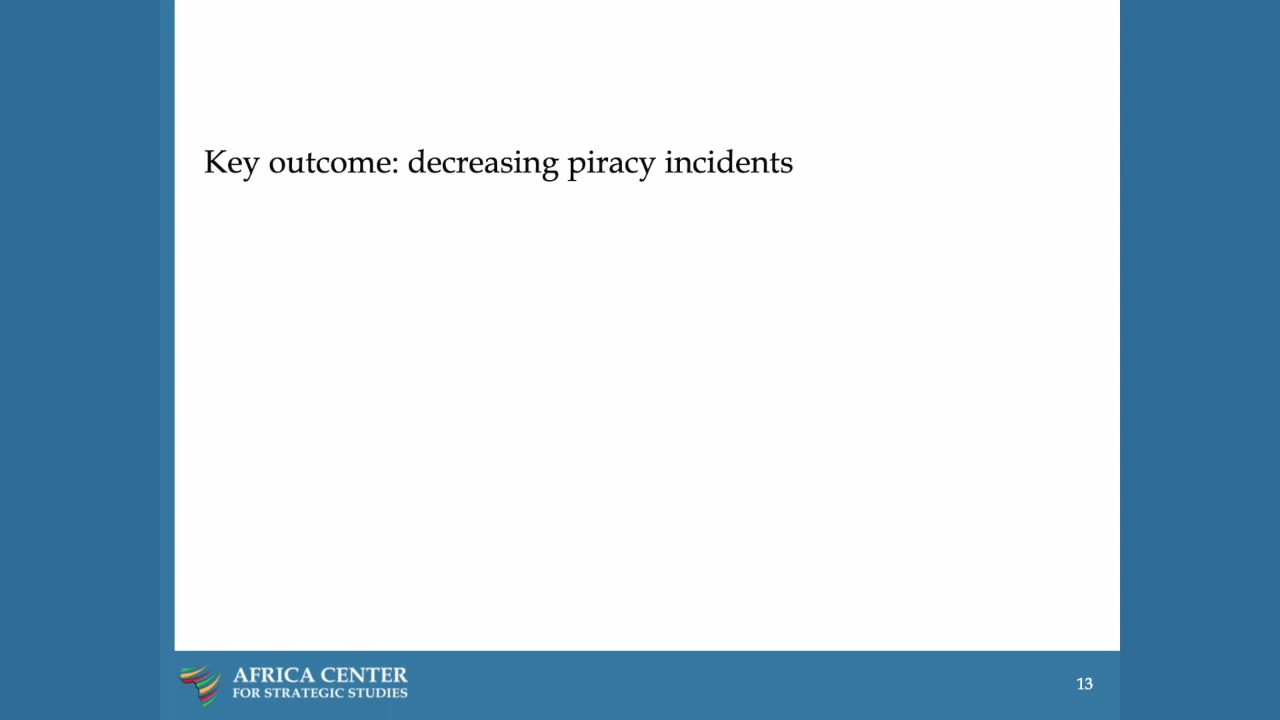 Key outcome: decreasing piracy incidents
AFRICA CENTER
FOR STRATEGIC STUDIES
13